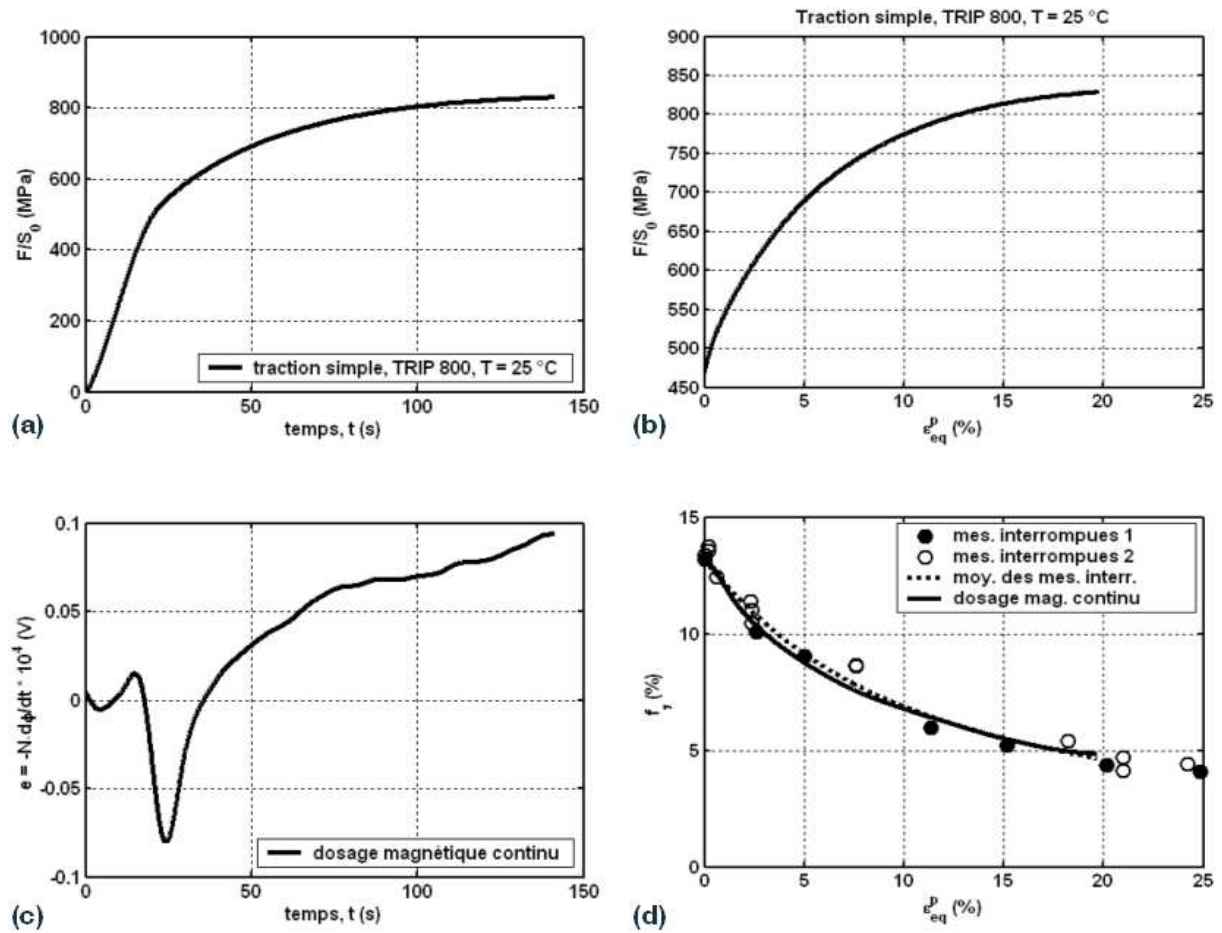 1000
800
600
400
200
0
F/S0 (MPa)
traction simple, TRIP 800, T = 25 °C
0 50 100 150
temps, t (s)
(a)
Traction simple, TRIP 800, T = 25 °C
900
850
800
750
700
650
600
550
500
450
F/S0 (MPa)
0 5 10 15 20 25
εᵖeq (%)
(b)
0.1
0.05
0
-0.05
-0.1
e = -N·dϕ/dt * 10⁴ (V)
dosage magnétique continu
0 50 100 150
temps, t (s)
(c)
15
10
5
0
fγ (%)
mes. interrompues 1
mes. interrompues 2
moy. des mes. interr.
dosage mag. continu
0 5 10 15 20 25
εᵖeq (%)
(d)